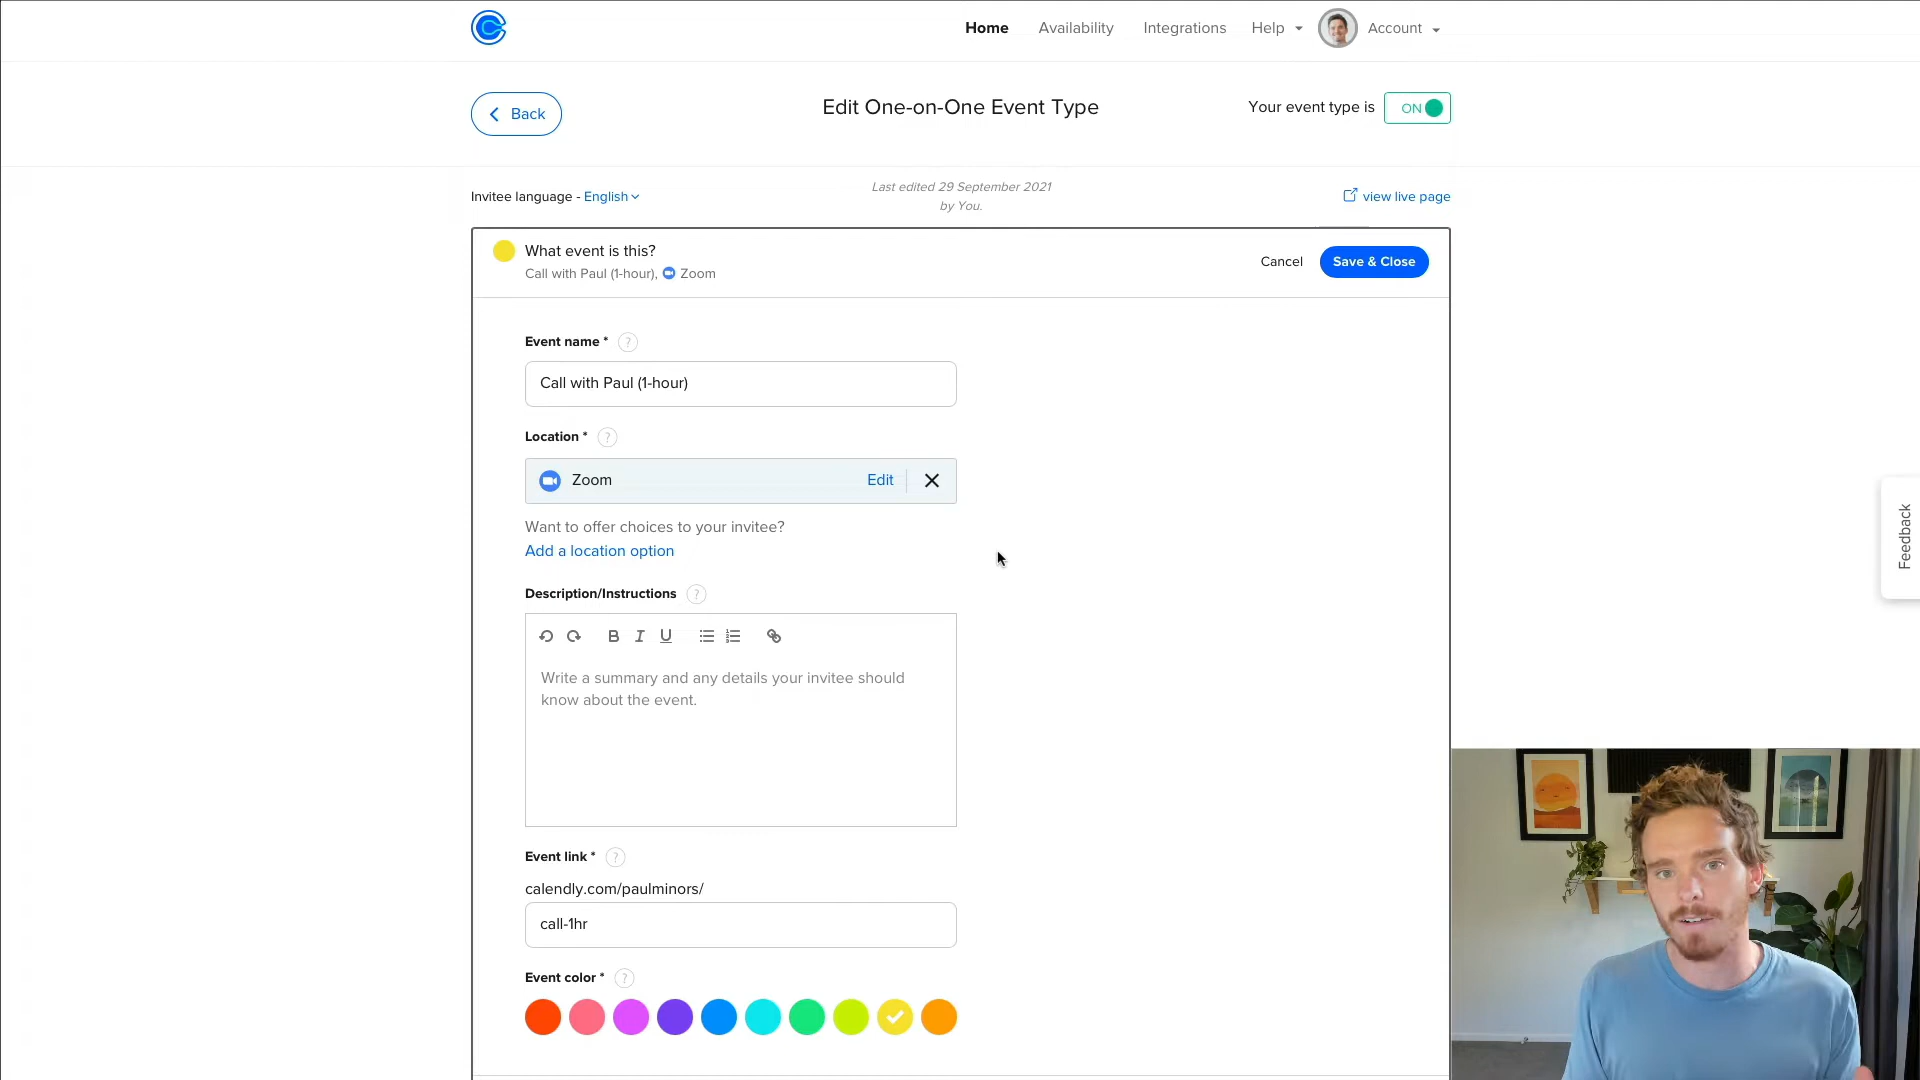 Home Availability Integrations Help Account
Back
Edit One-on-One Event Type
Your event type is ON
Invitee language - English
Last edited 29 September 2021
by You.
view live page
What event is this?
Call with Paul (1-hour), Zoom
Cancel
Save & Close
Event name * ?
Call with Paul (1-hour)
Location * ?
Zoom Edit
Want to offer choices to your invitee?
Add a location option
Description/Instructions ?
B I U
Write a summary and any details your invitee should
know about the event.
Event link * ?
calendly.com/paulminors/
call-1hr
Event color * ?
Feedback